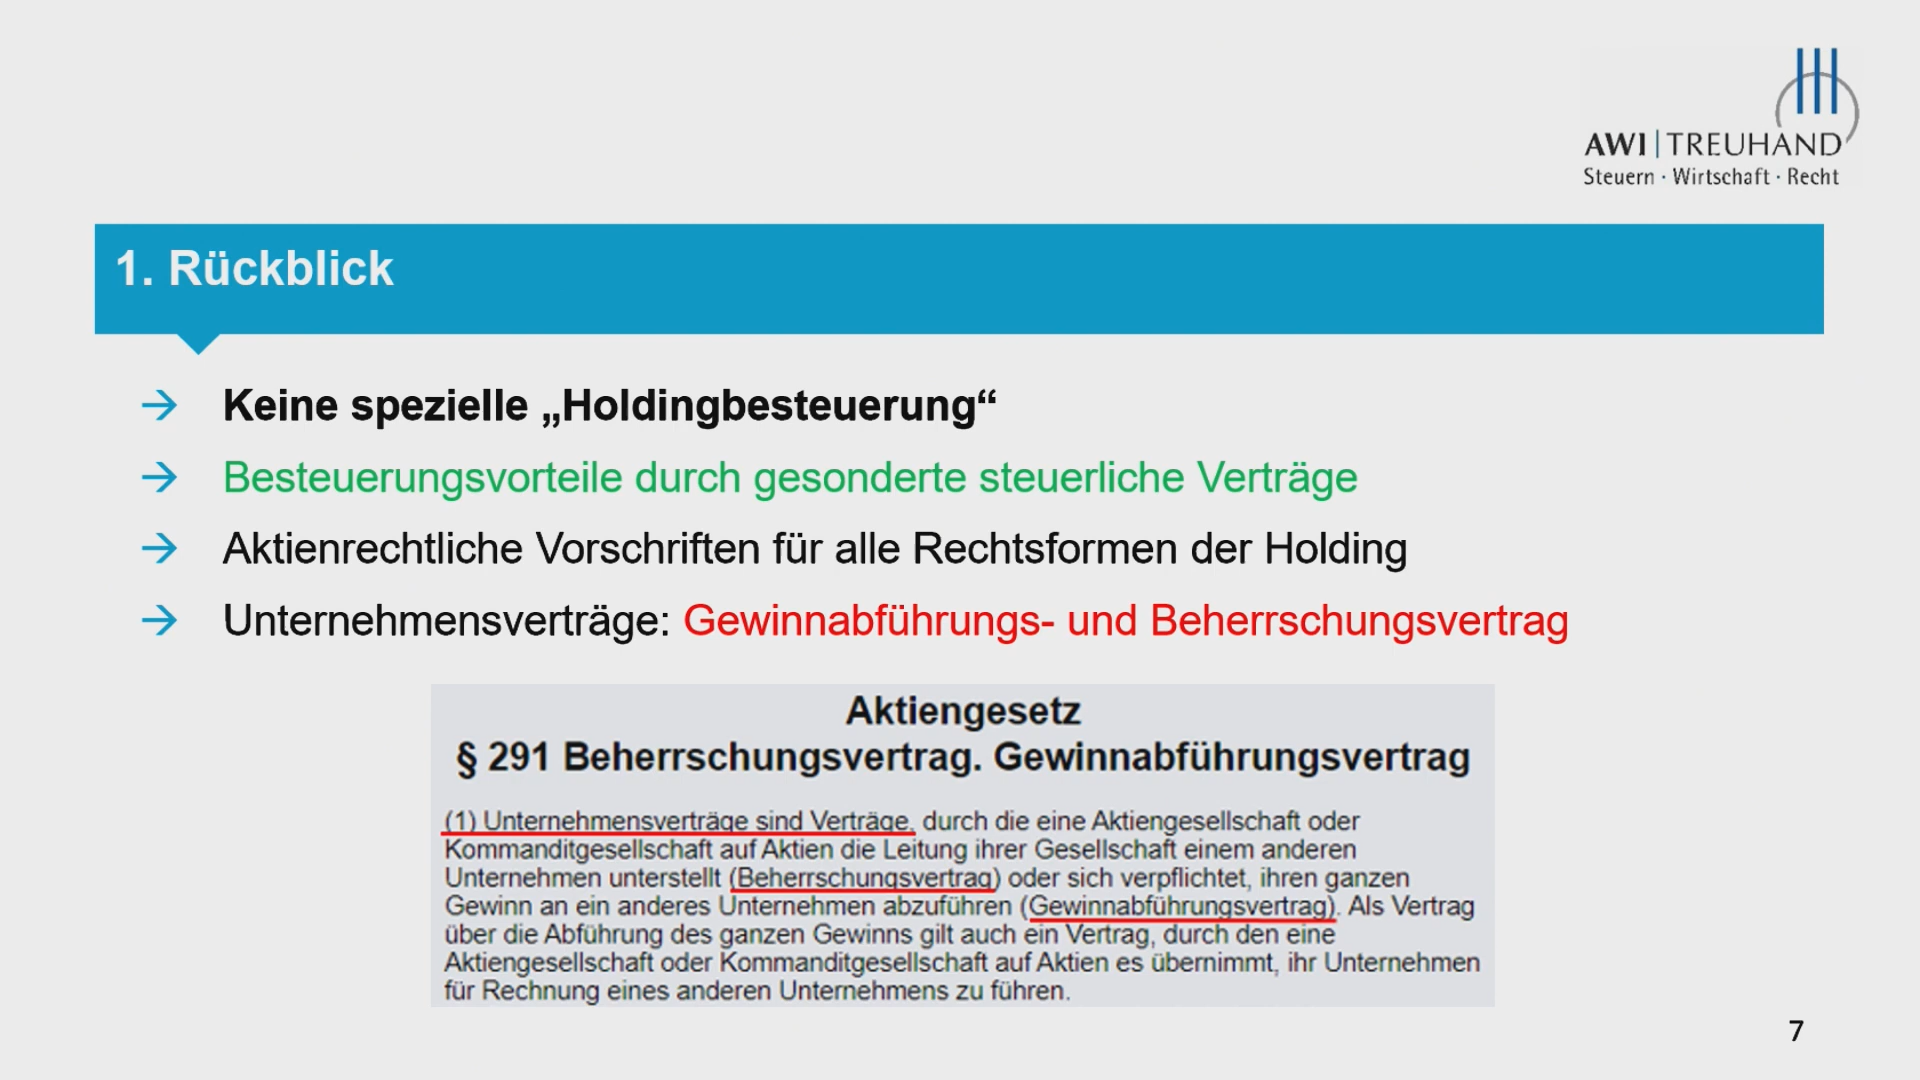 AWI | TREUHAND
Steuern · Wirtschaft · Recht
1. Rückblick
→ Keine spezielle „Holdingbesteuerung“
→ Besteuerungsvorteile durch gesonderte steuerliche Verträge
→ Aktienrechtliche Vorschriften für alle Rechtsformen der Holding
→ Unternehmensverträge: Gewinnabführungs- und Beherrschungsvertrag
Aktiengesetz
§ 291 Beherrschungsvertrag. Gewinnabführungsvertrag
(1) Unternehmensverträge sind Verträge, durch die eine Aktiengesellschaft oder
Kommanditgesellschaft auf Aktien die Leitung ihrer Gesellschaft einem anderen
Unternehmen unterstellt (Beherrschungsvertrag) oder sich verpflichtet, ihren ganzen
Gewinn an ein anderes Unternehmen abzuführen (Gewinnabführungsvertrag). Als Vertrag
über die Abführung des ganzen Gewinns gilt auch ein Vertrag, durch den eine
Aktiengesellschaft oder Kommanditgesellschaft auf Aktien es übernimmt, ihr Unternehmen
für Rechnung eines anderen Unternehmens zu führen.
7